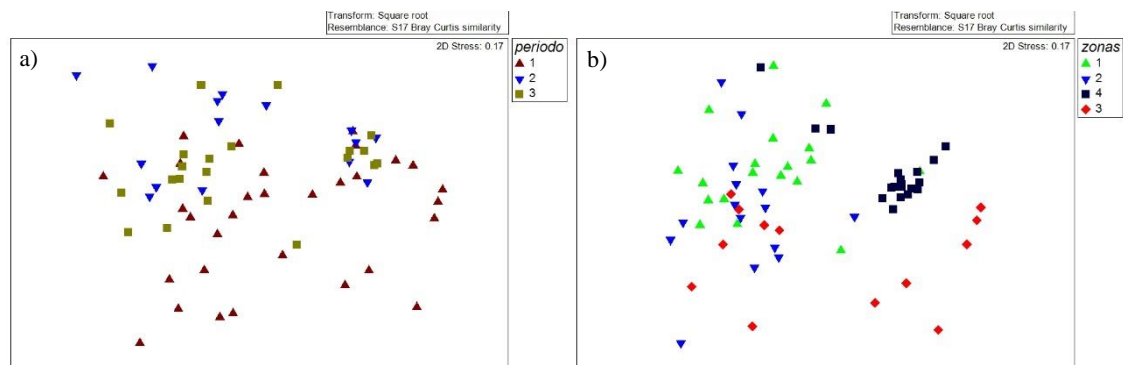 Transform: Square root
Resemblance: S17 Bray Curtis similarity
a)
2D Stress: 0.17
periodo
1
2
3
Transform: Square root
Resemblance: S17 Bray Curtis similarity
b)
2D Stress: 0.17
zonas
1
2
4
3